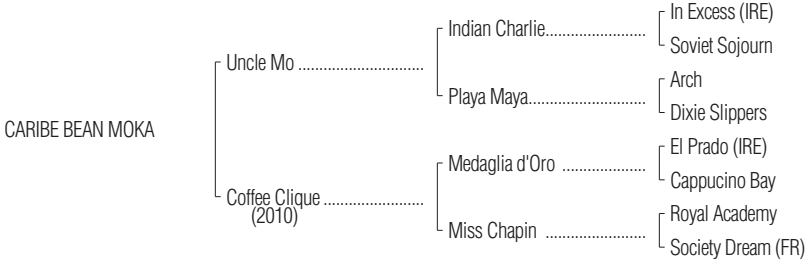 In Excess (IRE)
Indian Charlie........................
Soviet Sojourn
Uncle Mo ..............................
Arch
Playa Maya............................
Dixie Slippers
CARIBE BEAN MOKA
El Prado (IRE)
Medaglia d'Oro ....................
Cappucino Bay
Coffee Clique ........................
(2010)
Royal Academy
Miss Chapin ........................
Society Dream (FR)